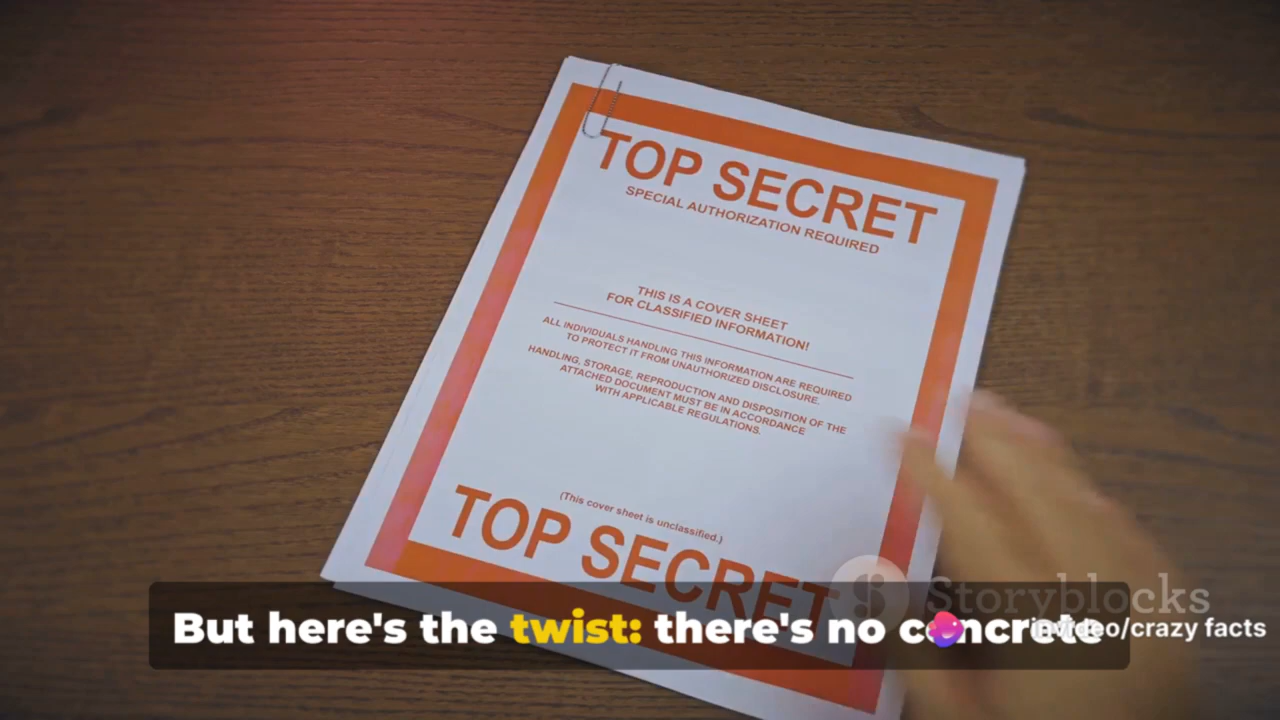 TOP SECRET
SPECIAL AUTHORIZATION REQUIRED
THIS IS A COVER SHEET
FOR CLASSIFIED INFORMATION!
ALL INDIVIDUALS HANDLING THIS INFORMATION ARE REQUIRED
TO PROTECT IT FROM UNAUTHORIZED DISCLOSURE.
HANDLING, STORAGE, REPRODUCTION AND DISPOSITION OF THE
ATTACHED DOCUMENT MUST BE IN ACCORDANCE
WITH APPLICABLE REGULATIONS.
(This cover sheet is unclassified.)
TOP SECRET
Storyblocks
But here's the twist: there's no concrete
invideo/crazy facts